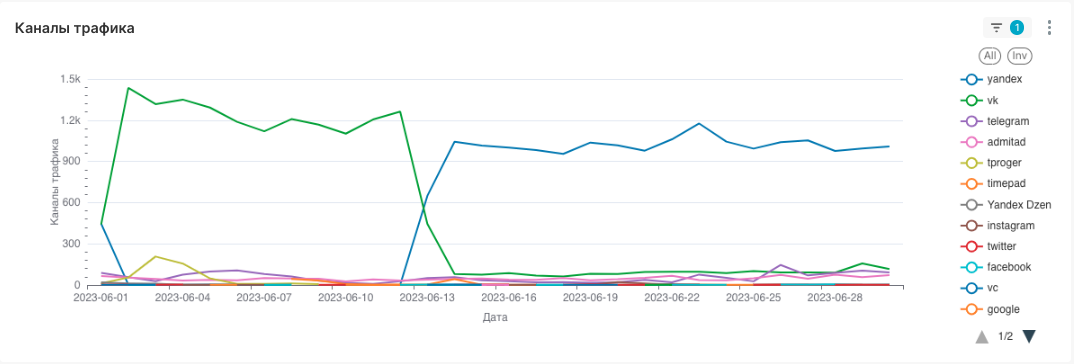 Каналы трафика
1
All Inv
1.5k
1.2k
900
600
300
0
Каналы трафика
2023-06-01 2023-06-04 2023-06-07 2023-06-10 2023-06-13 2023-06-16 2023-06-19 2023-06-22 2023-06-25 2023-06-28
Дата
yandex
vk
telegram
admitad
tproger
timepad
Yandex Dzen
instagram
twitter
facebook
vc
google
1/2